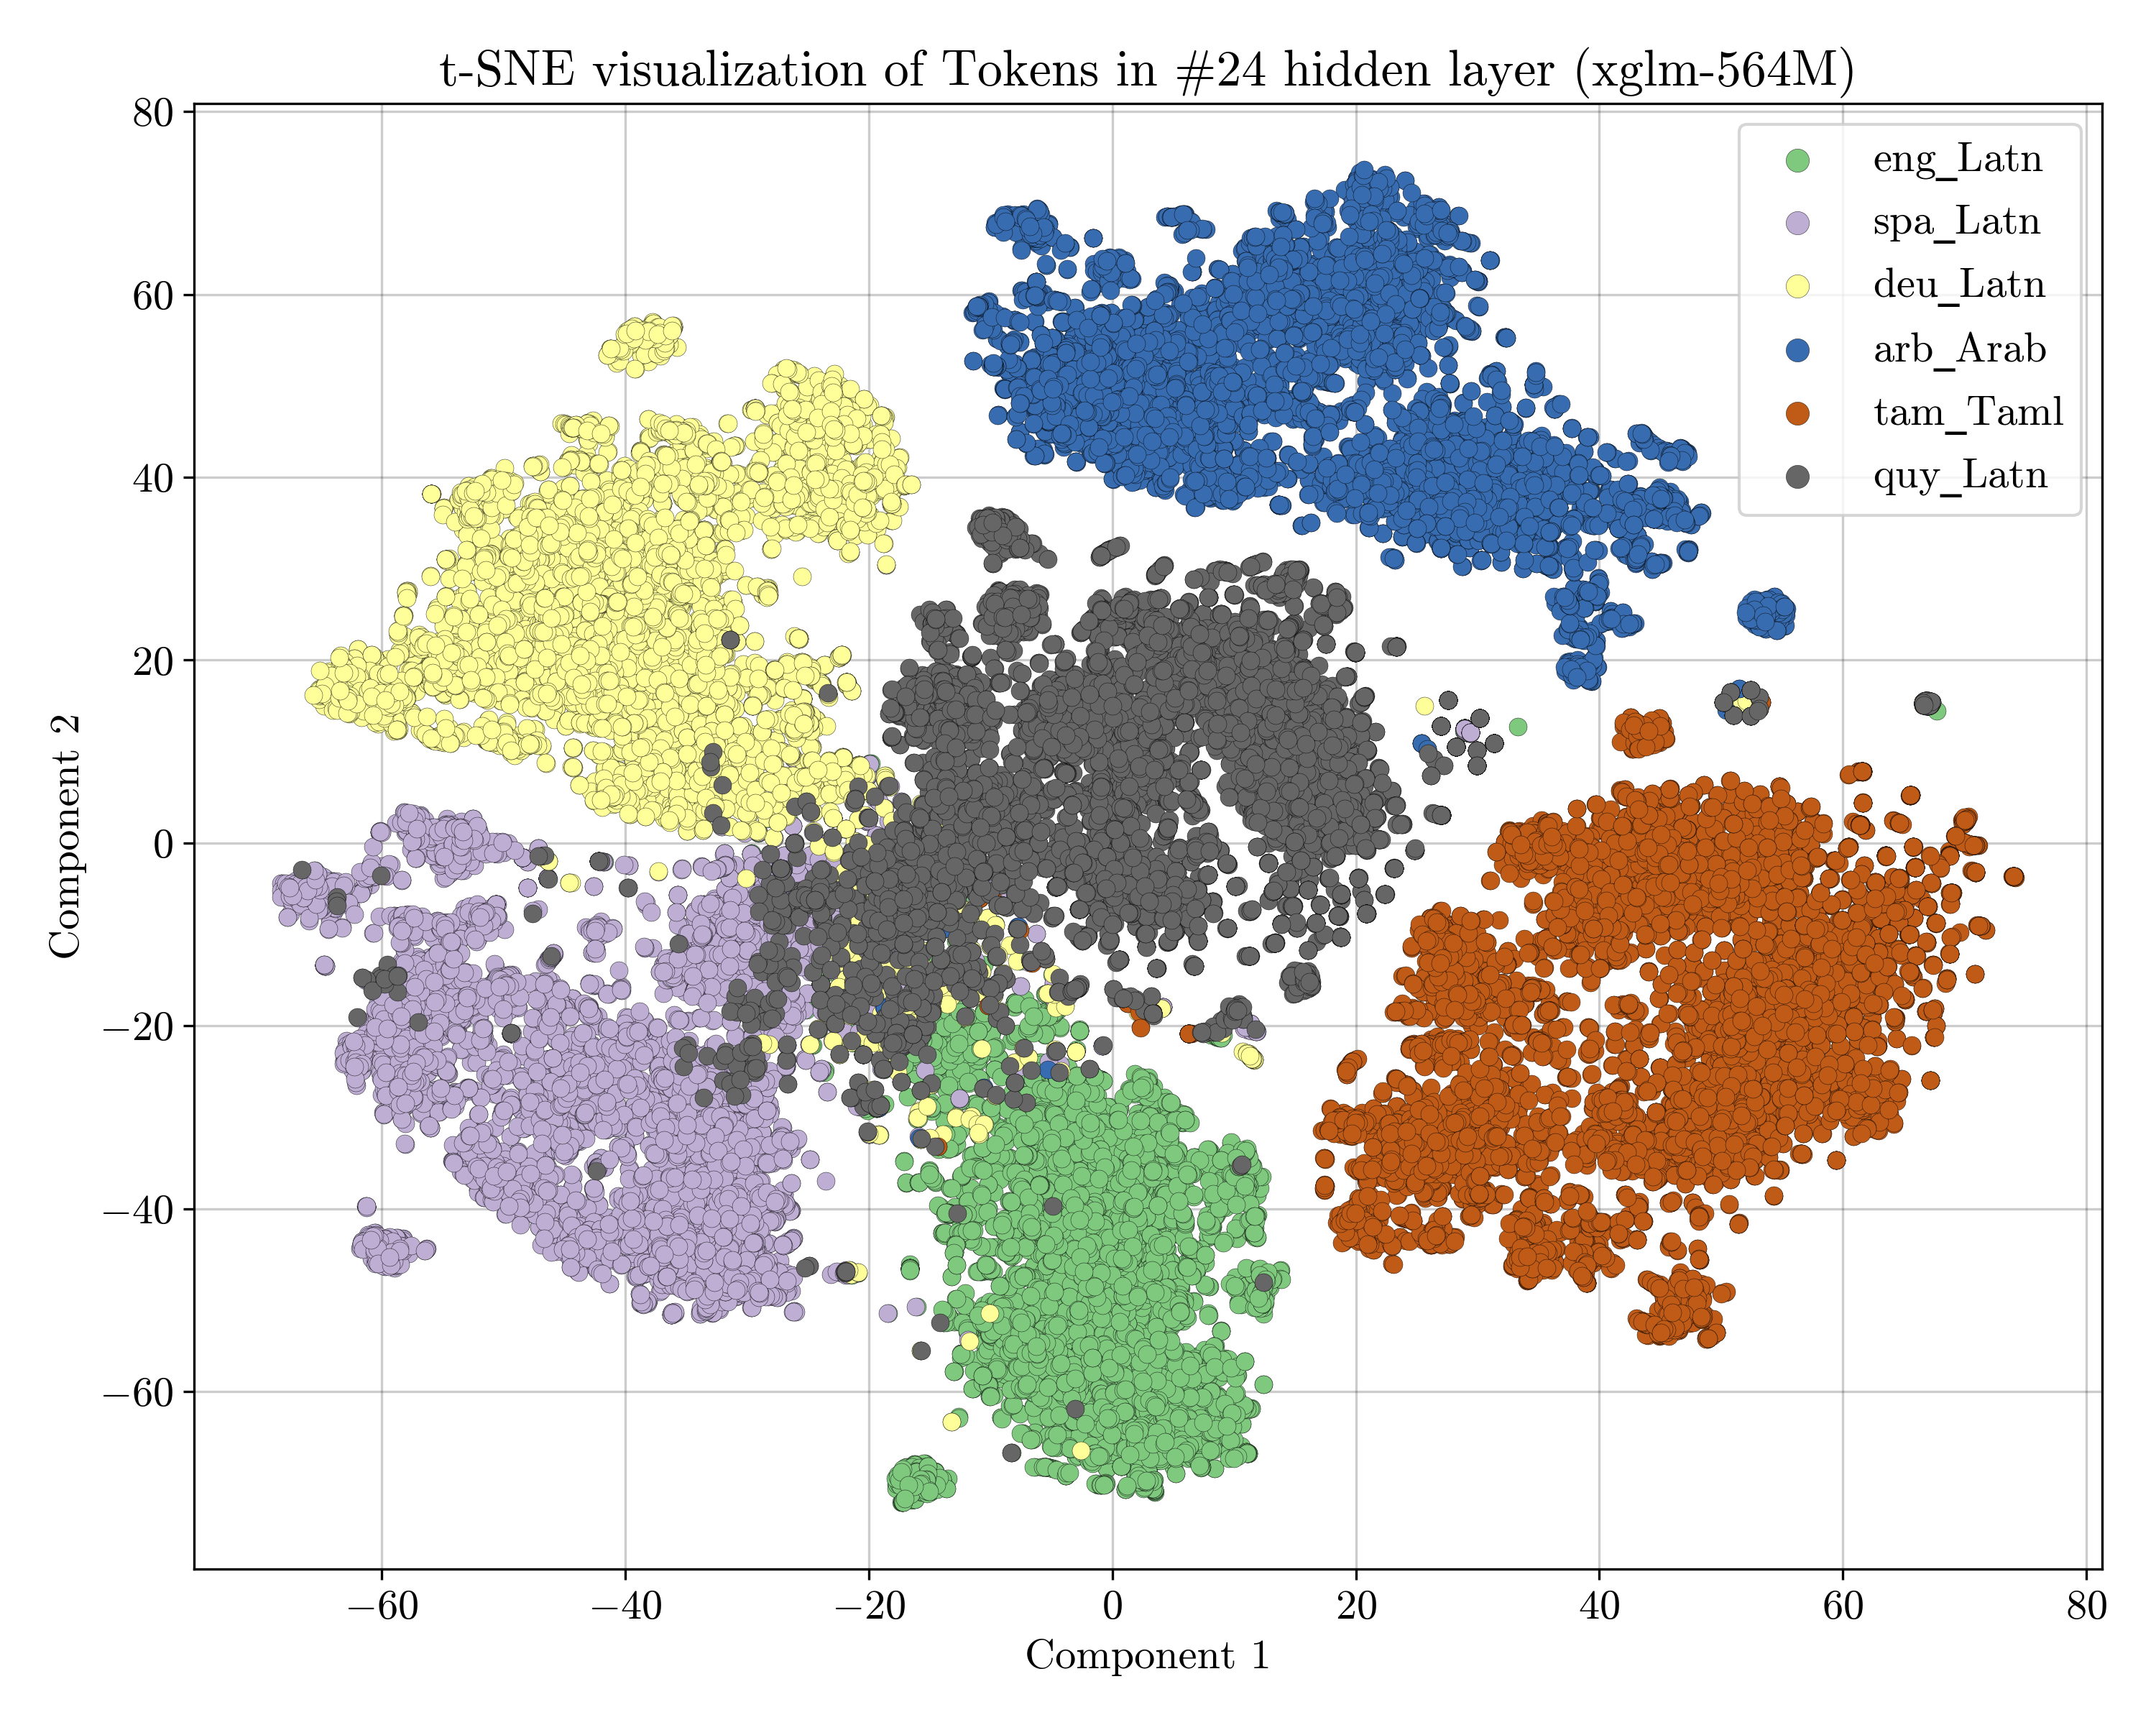 t-SNE visualization of Tokens in #24 hidden layer (xglm-564M)
80
60
40
20
0
−20
−40
−60
Component 2
eng_Latn
spa_Latn
deu_Latn
arb_Arab
tam_Taml
quy_Latn
−60 −40 −20 0 20 40 60 80
Component 1